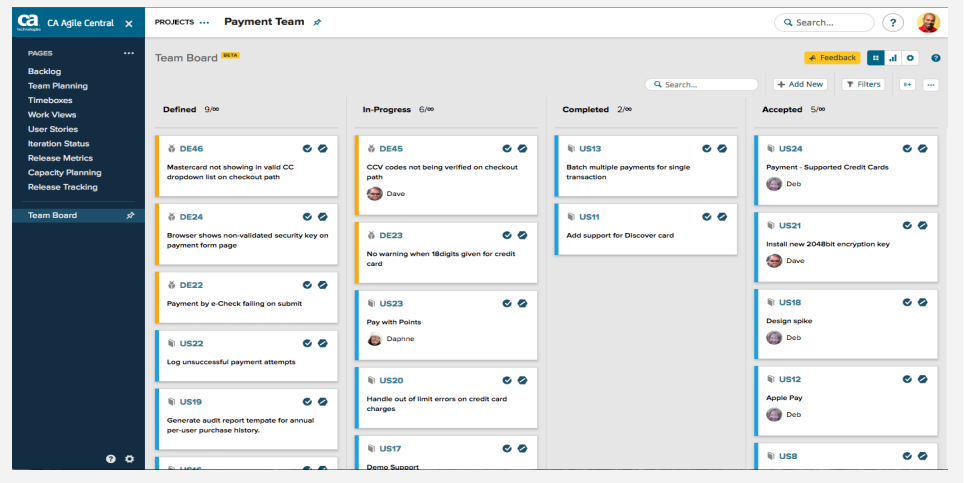 ca
technologies
CA Agile Central ×
PROJECTS ···
Payment Team
Search...
?
PAGES ···
Backlog
Team Planning
Timeboxes
Work Views
User Stories
Iteration Status
Release Metrics
Capacity Planning
Release Tracking
Team Board
?
Team Board BETA
Feedback
?
Search...
+ Add New
Filters
···
Defined 9/∞
DE46
Mastercard not showing in valid CC
dropdown list on checkout path
DE24
Browser shows non-validated security key on
payment form page
DE22
Payment by e-Check failing on submit
US22
Log unsuccessful payment attempts
US19
Generate audit report tempate for annual
per-user purchase history.
In-Progress 6/∞
DE45
CCV codes not being verified on checkout
path
Dave
DE23
No warning when 18digits given for credit
card
US23
Pay with Points
Daphne
US20
Handle out of limit errors on credit card
charges
US17
Demo Support
Completed 2/∞
US13
Batch multiple payments for single
transaction
US11
Add support for Discover card
Accepted 5/∞
US24
Payment - Supported Credit Cards
Deb
US21
Install new 2048bit encryption key
Dave
US18
Design spike
Deb
US12
Apple Pay
Deb
US8